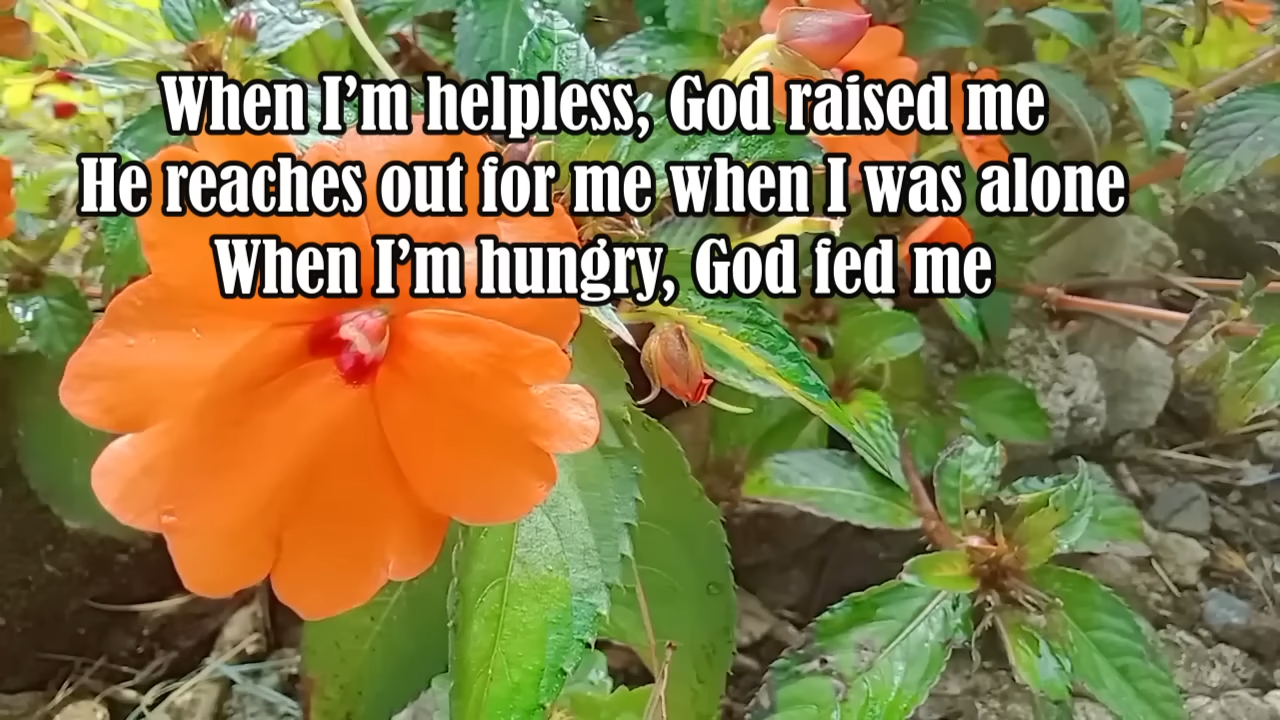 When I'm helpless, God raised me
He reaches out for me when I was alone
When I'm hungry, God fed me